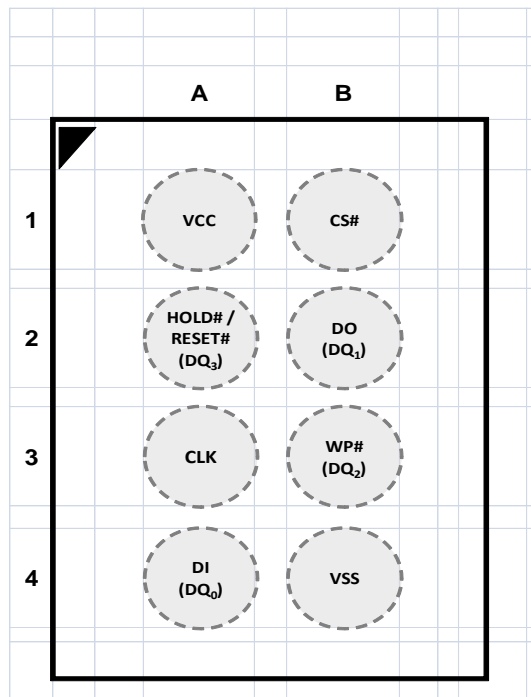 A B
1 VCC CS#
2 HOLD# /
RESET#
(DQ₃)
DO
(DQ₁)
3 CLK WP#
(DQ₂)
4 DI
(DQ₀)
VSS